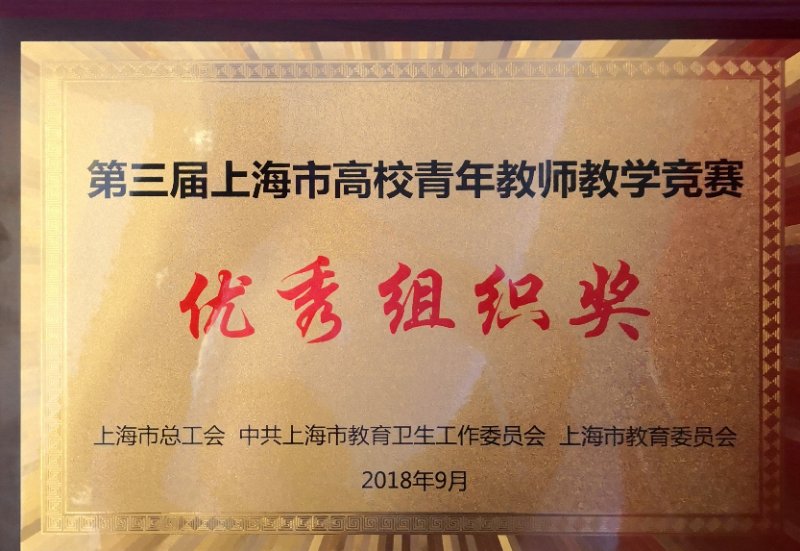 第三届上海市高校青年教师教学竞赛
优秀组织奖
上海市总工会 中共上海市教育卫生工作委员会 上海市教育委员会
2018年9月